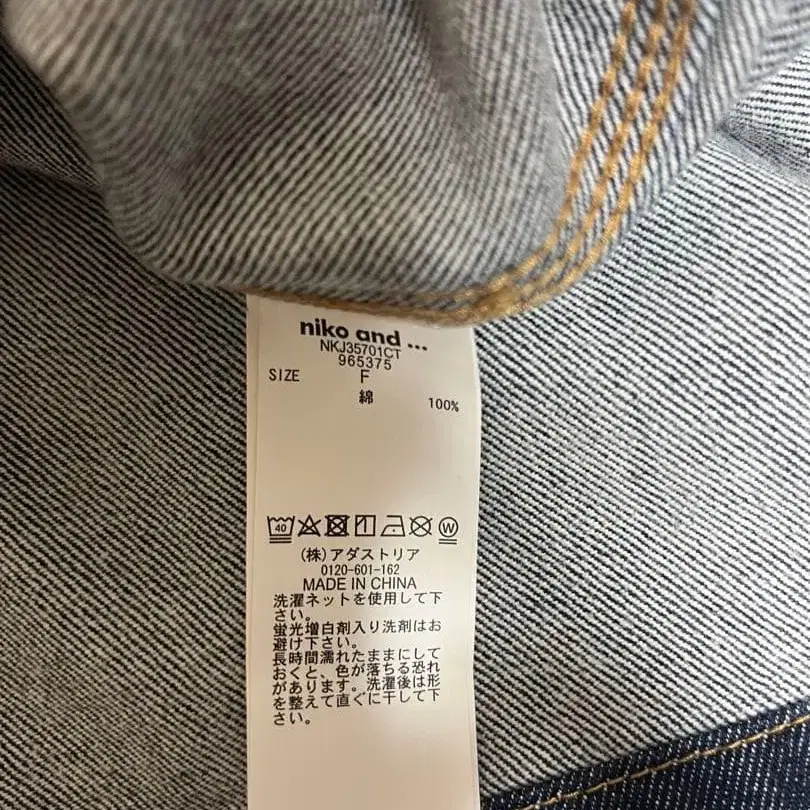 niko and ...
NKJ35701CT
965375
SIZE F
綿 100%
40 W
(株)アダストリア
0120-601-162
MADE IN CHINA
洗濯ネットを使用して下
さい。
蛍光増白剤入り洗剤はお
避け下さい。
長時間濡れたままにして
おくと、色が落ちる恐れ
があります。洗濯後は形
を整えて直ぐに干して下
さい。